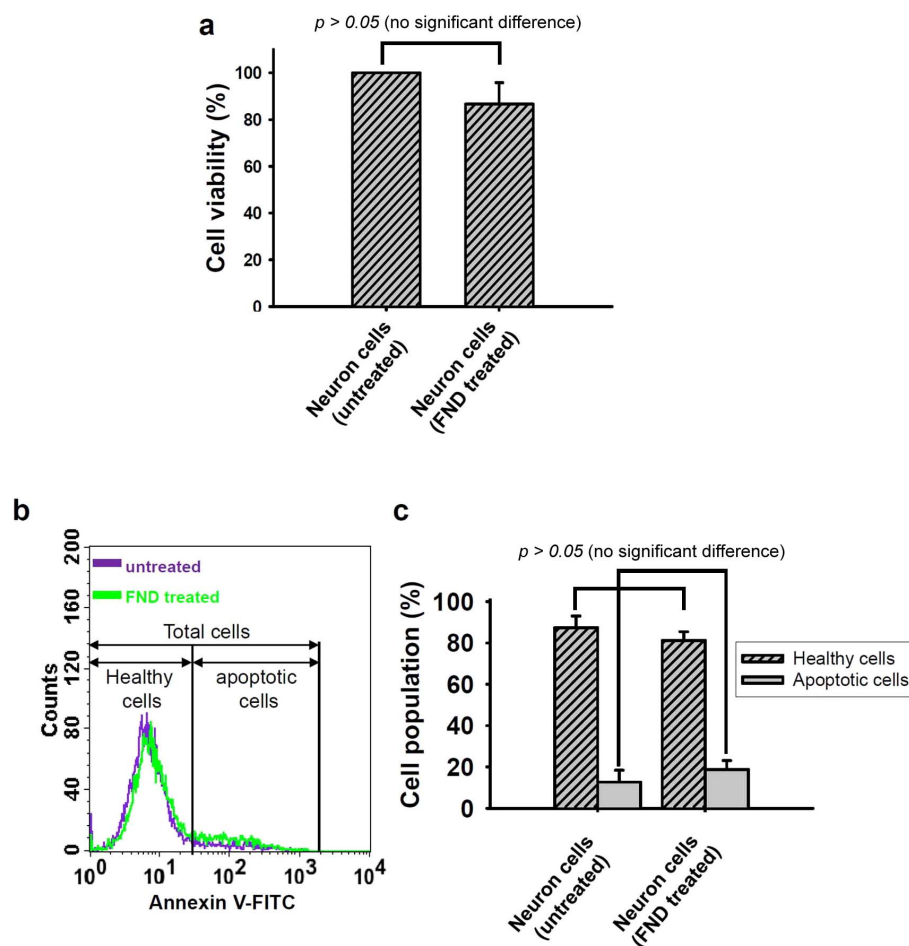 a
p > 0.05 (no significant difference)
Cell viability (%)
100
80
60
40
20
0
Neuron cells
(untreated)
Neuron cells
(FND treated)
b
Counts
200
160
120
80
40
0
untreated
FND treated
Total cells
Healthy
cells
apoptotic
cells
10^0
10^1
10^2
10^3
10^4
Annexin V-FITC
c
p > 0.05 (no significant difference)
Cell population (%)
100
80
60
40
20
0
Healthy cells
Apoptotic cells
Neuron cells
(untreated)
Neuron cells
(FND treated)